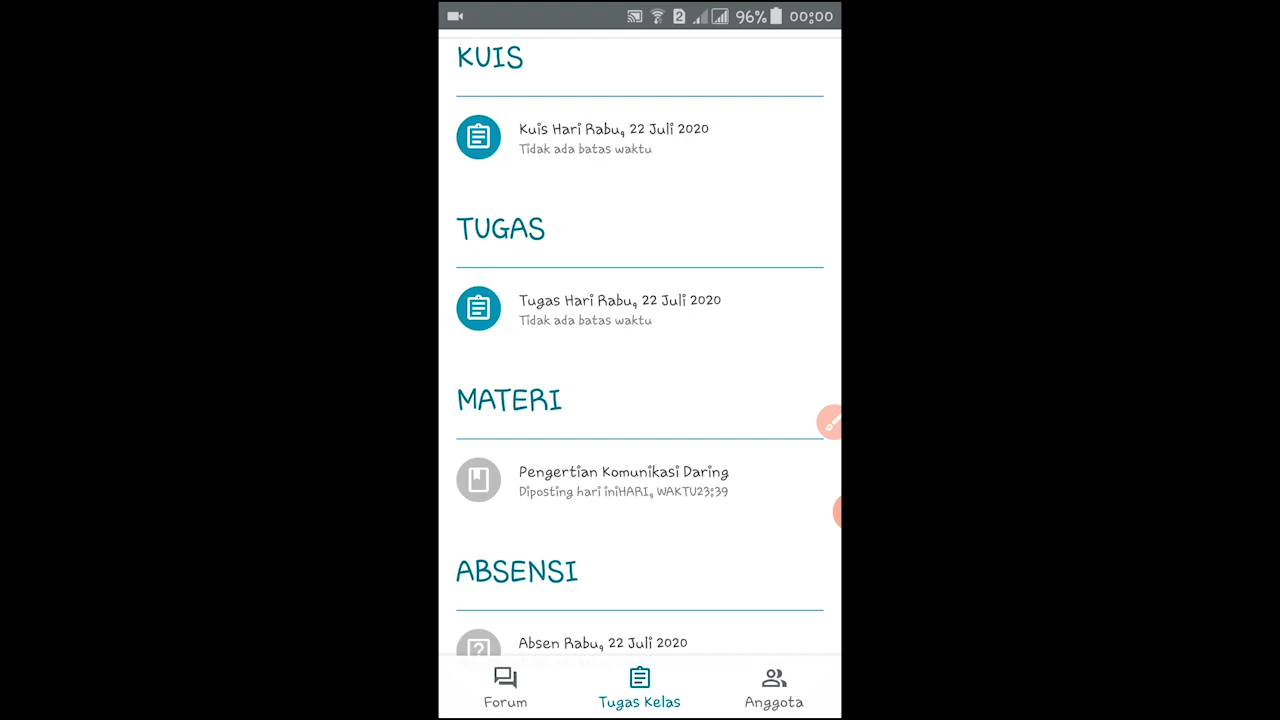 2 96% 00:00
KUIS
Kuis Hari Rabu, 22 Juli 2020
Tidak ada batas waktu
TUGAS
Tugas Hari Rabu, 22 Juli 2020
Tidak ada batas waktu
MATERI
Pengertian Komunikasi Daring
Diposting hari iniHARI, WAKTU23:39
ABSENSI
Absen Rabu, 22 Juli 2020
Forum
Tugas Kelas
Anggota